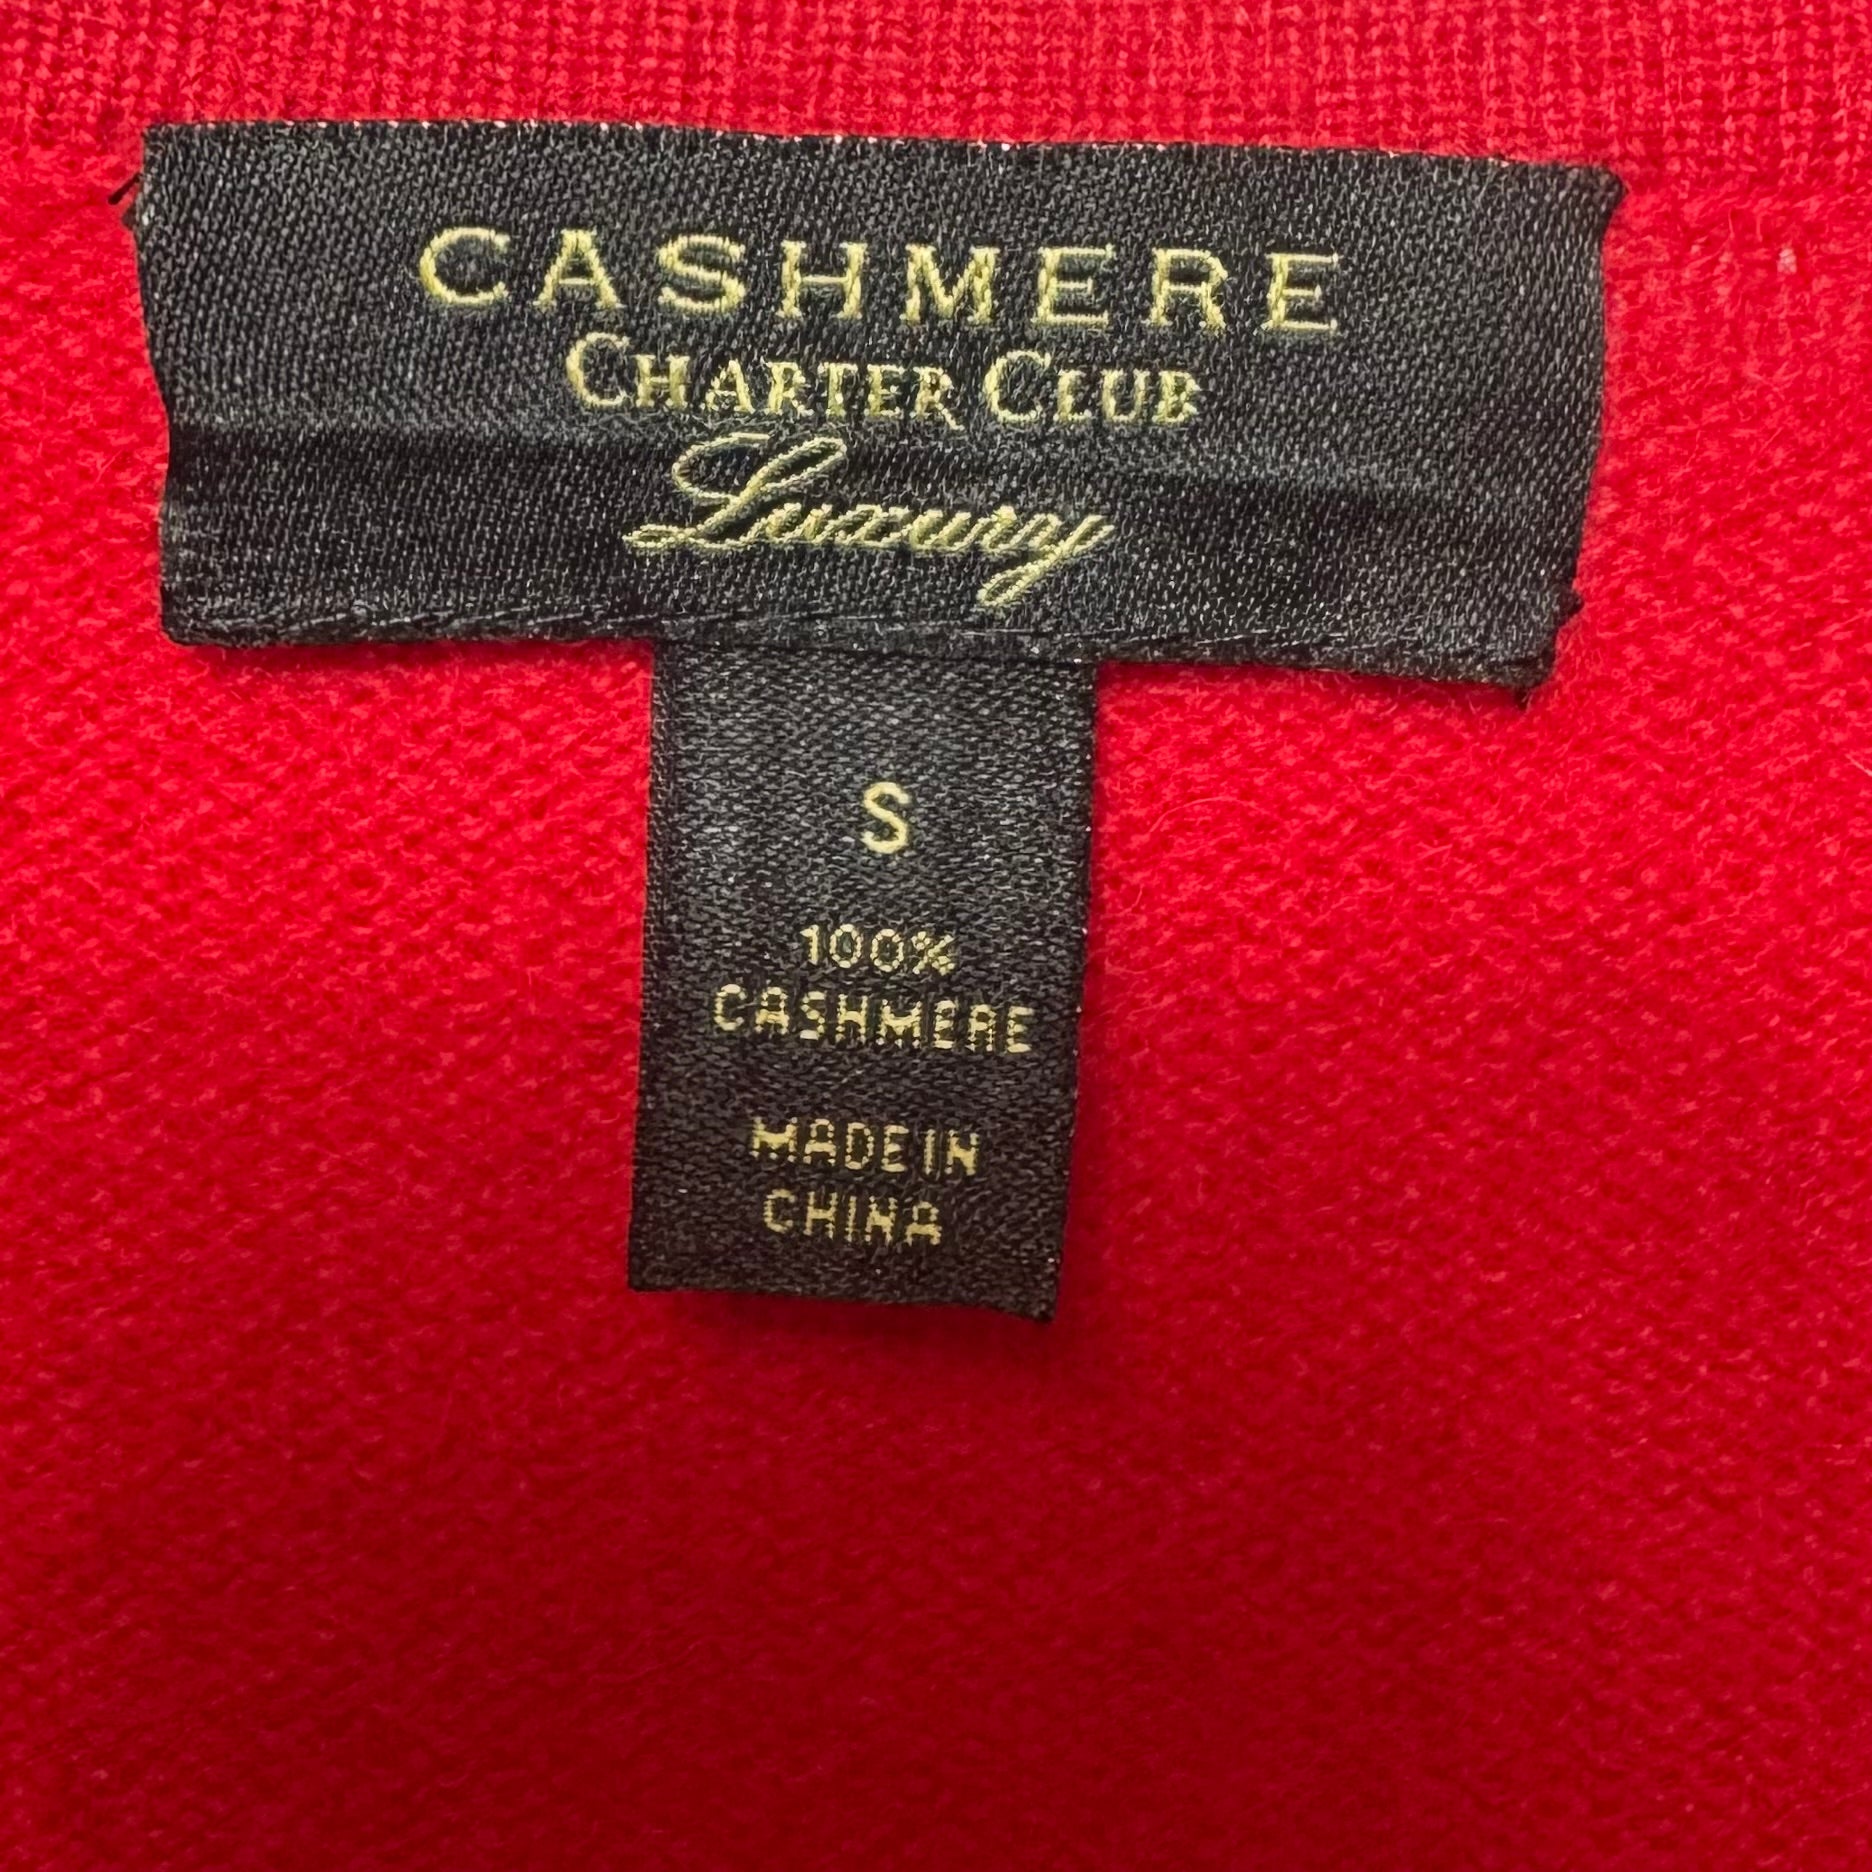 CASHMERE
CHARTER CLUB
Luxury
S
100%
CASHMERE
MADE IN
CHINA